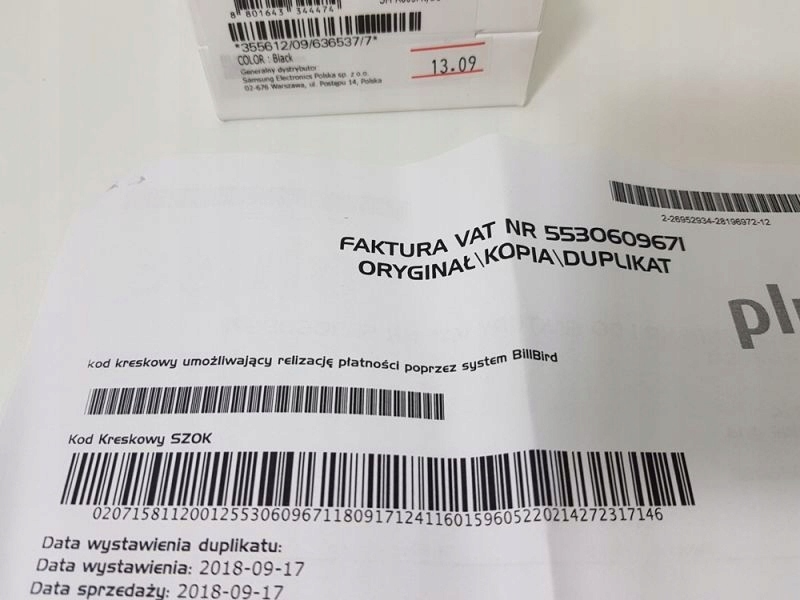 8 801643 344474
*355612/09/636537/7*
COLOR : Black
13.09
Generalny dystrybutor
Samsung Electronics Polska sp. z o.o.
02-676 Warszawa, ul. Postępu 14, Polska
2-26952934-28196972-12
FAKTURA VAT NR 5530609671
ORYGINAŁ\KOPIA\DUPLIKAT
kod kreskowy umożliwiający relizację płatności poprzez system BillBird
Kod Kreskowy SZOK
020715811200125530609671180917124116015960522021427231​7146
Data wystawienia duplikatu:
Data wystawienia: 2018-09-17
Data sprzedaży: 2018-09-17